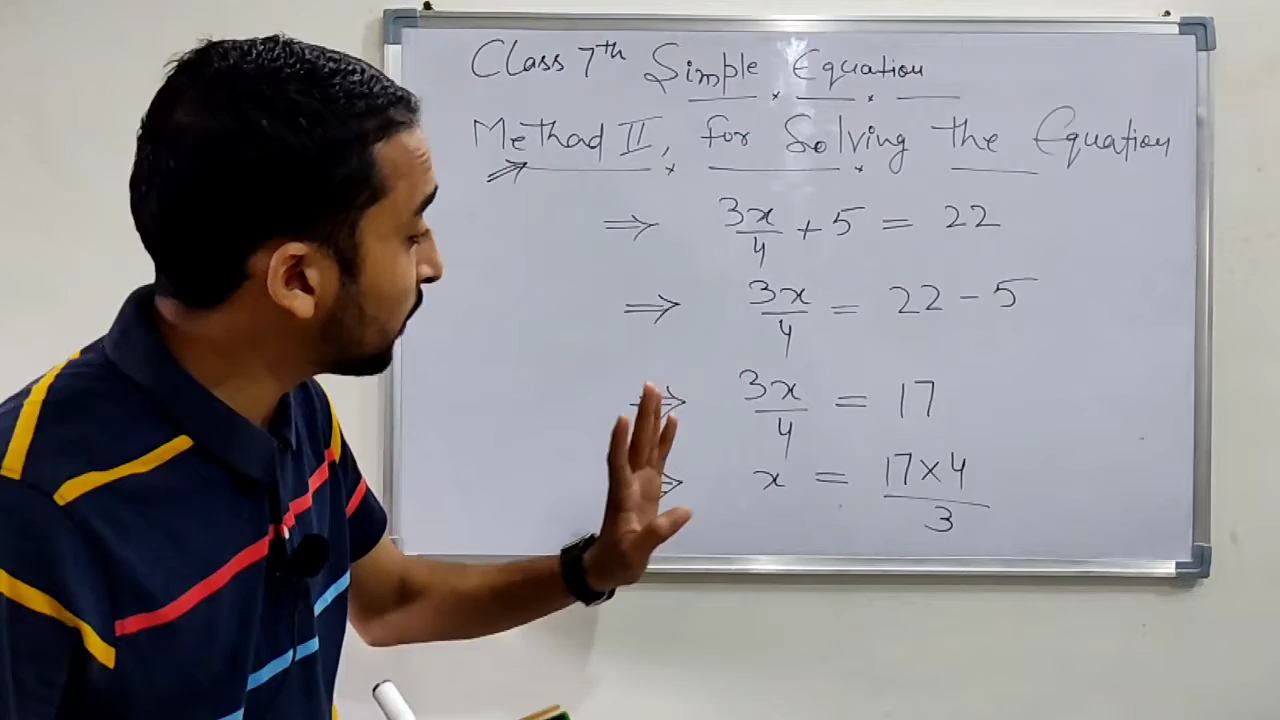 Class 7th Simple Equation
Method II, for Solving the Equation
⇒ 3x/4 + 5 = 22
⇒ 3x/4 = 22 - 5
⇒ 3x/4 = 17
⇒ x = 17×4/3